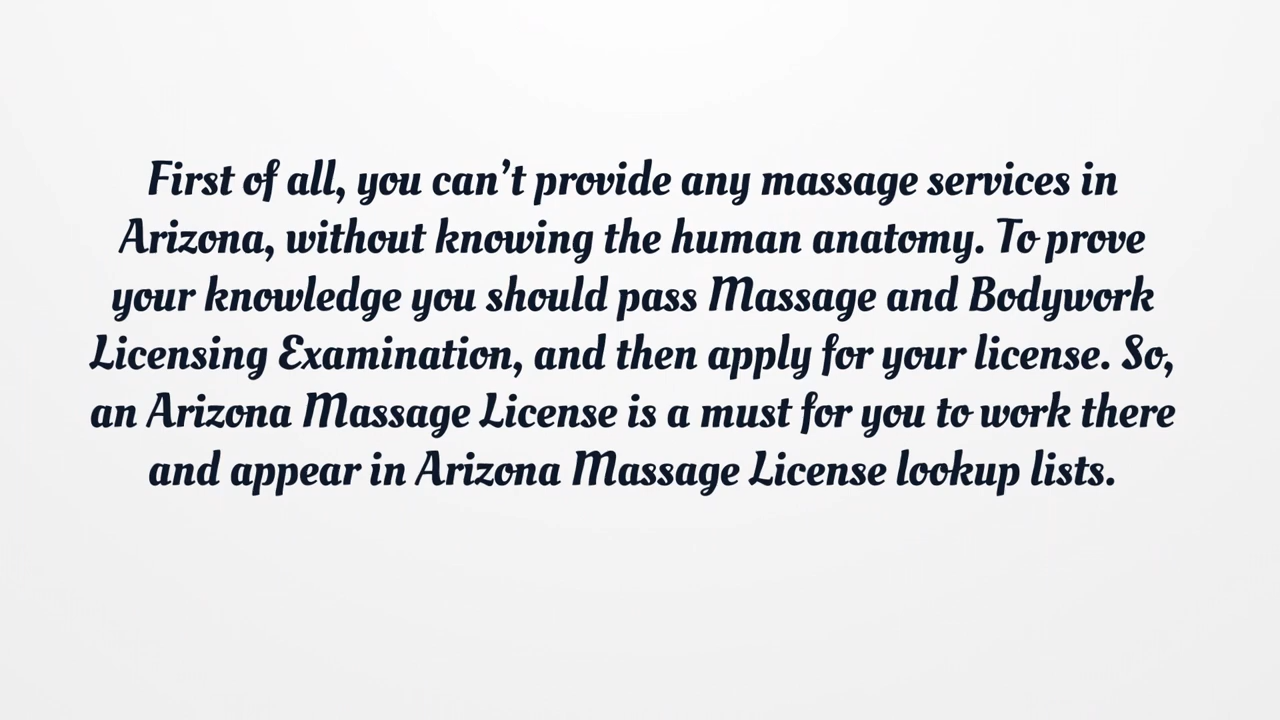 First of all, you can’t provide any massage services in
Arizona, without knowing the human anatomy. To prove
your knowledge you should pass Massage and Bodywork
Licensing Examination, and then apply for your license. So,
an Arizona Massage License is a must for you to work there
and appear in Arizona Massage License lookup lists.